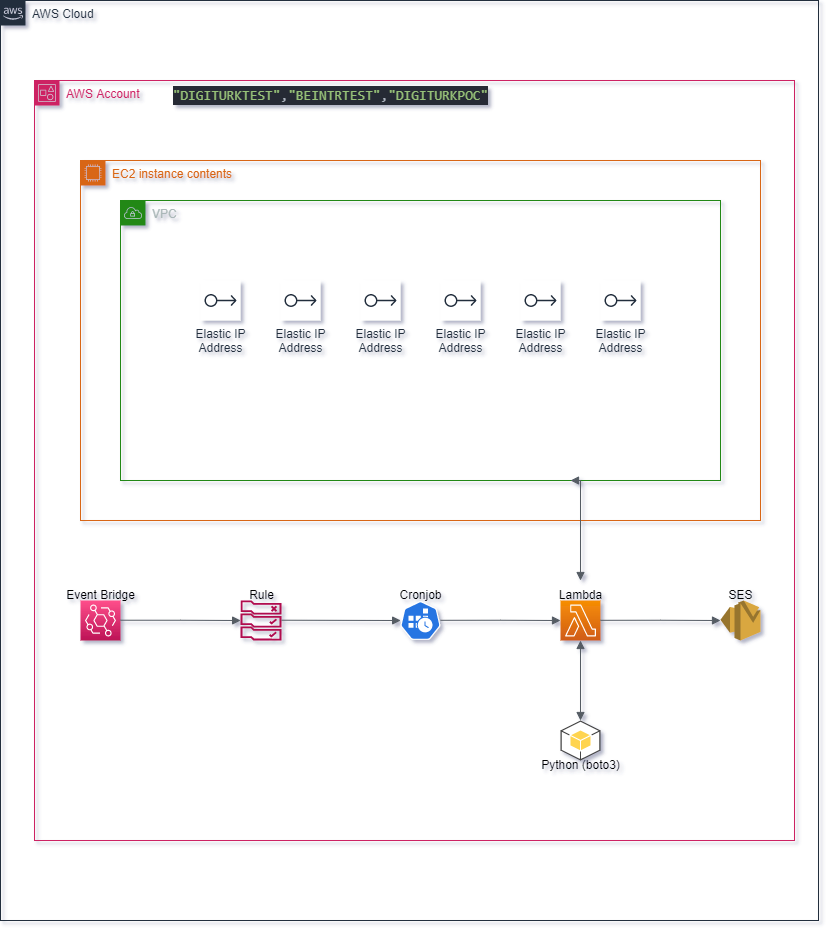 aws
AWS Cloud
AWS Account
"DIGITURKTEST","BEINTRTEST","DIGITURKPOC"
EC2 instance contents
VPC
Elastic IP
Address
Elastic IP
Address
Elastic IP
Address
Elastic IP
Address
Elastic IP
Address
Elastic IP
Address
Event Bridge
Rule
Cronjob
Lambda
SES
Python (boto3)